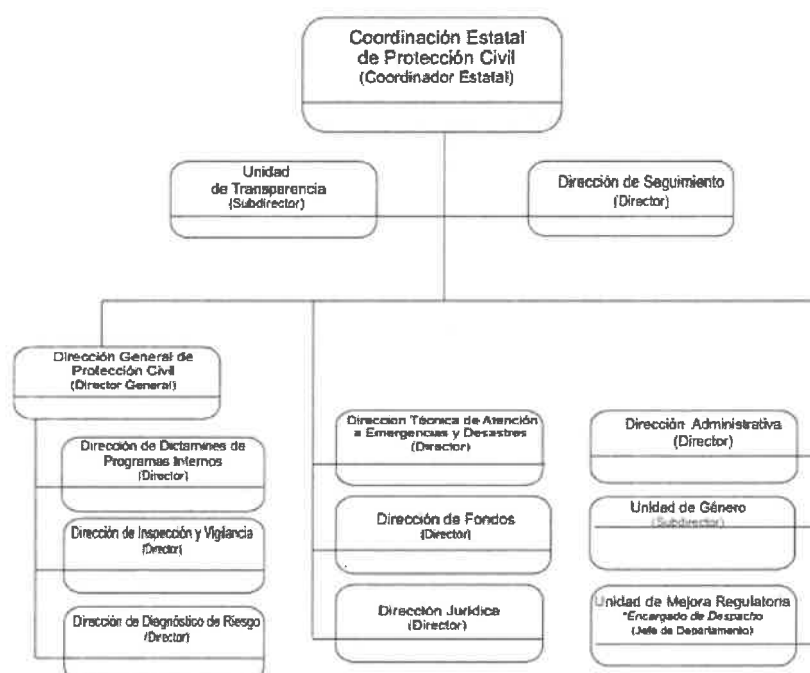 Coordinación Estatal
de Protección Civil
(Coordinador Estatal)
Unidad
de Transparencia
(Subdirector)
Dirección de Seguimiento
(Director)
Dirección General de
Protección Civil
(Director General)
Dirección de Dictamines de
Programas Internos
(Director)
Dirección de Inspección y Vigilancia
(Director)
Dirección de Diagnóstico de Riesgo
(Director)
Direccion Técnica de Atención
a Emergencias y Desastres
(Director)
Dirección de Fondos
(Director)
Dirección Jurídica
(Director)
Dirección Administrativa
(Director)
Unidad de Género
(Subdirector)
Unidad de Mejora Regulatoria
*Encargado de Despacho
(Jefe de Departamento)